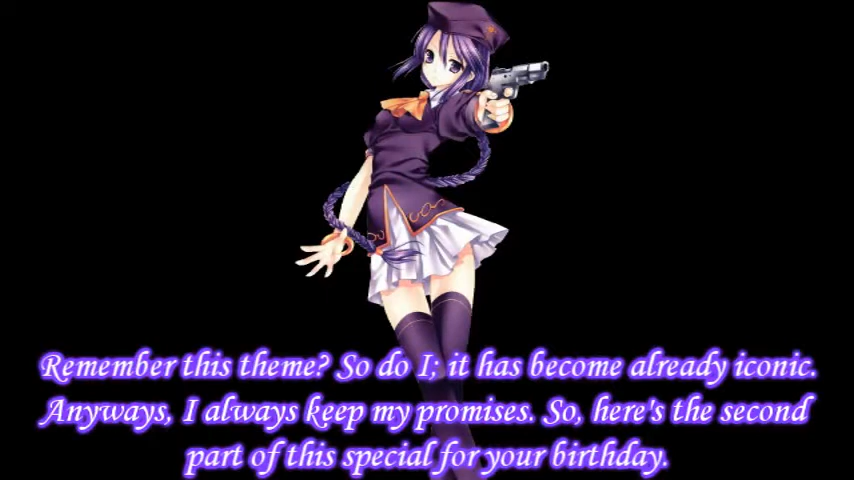 Remember this theme? So do I; it has become already iconic.
Anyways, I always keep my promises. So, here's the second
part of this special for your birthday.